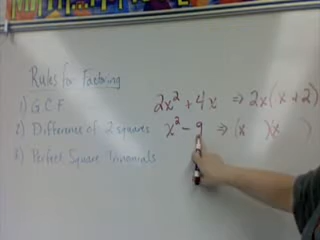 Rules for Factoring
1) GCF
2) Difference of 2 squares
3) Perfect Square Trinomials
2x² + 4x ⇒ 2x(x + 2)
x² - 9 ⇒ (x )(x )